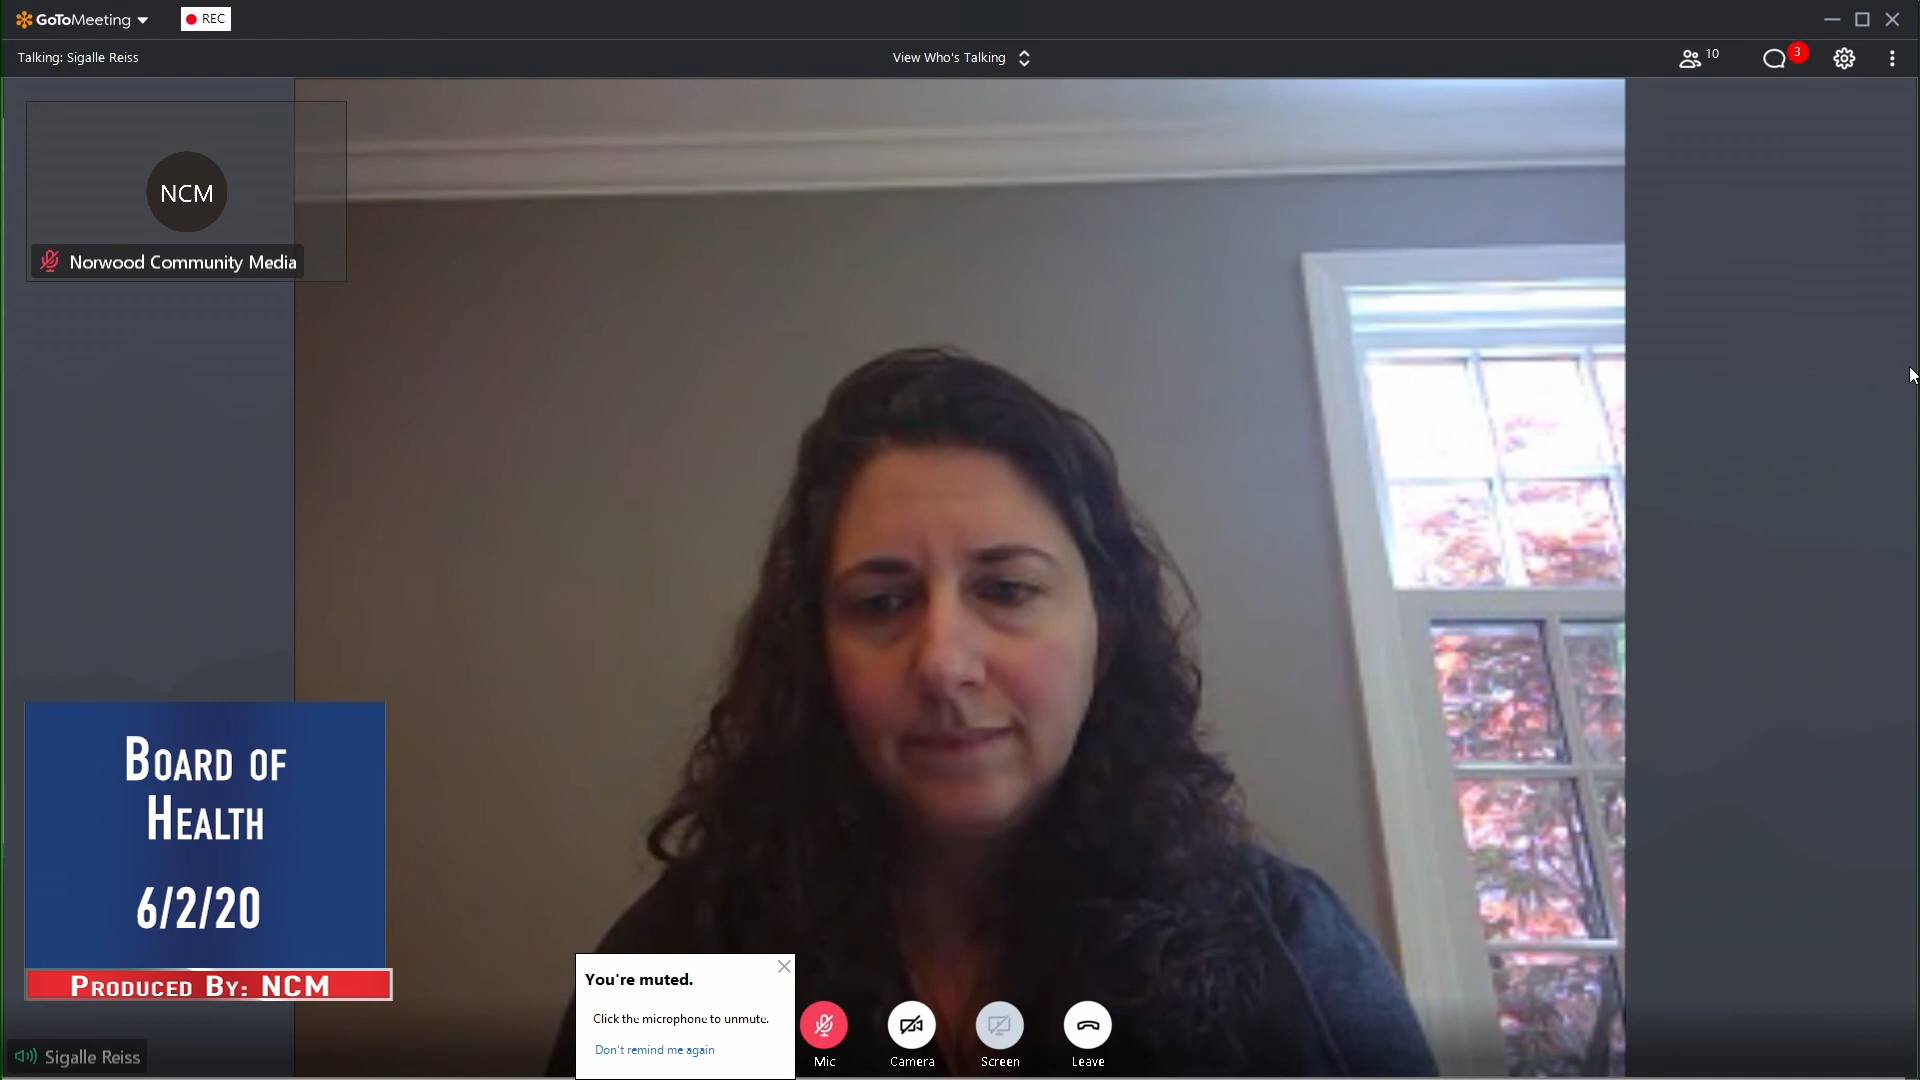 GoToMeeting
REC
Talking: Sigalle Reiss
View Who's Talking
10
3
NCM
Norwood Community Media
BOARD OF
HEALTH
6/2/20
PRODUCED BY: NCM
You're muted.
Click the microphone to unmute.
Don't remind me again
Mic
Camera
Screen
Leave
Sigalle Reiss